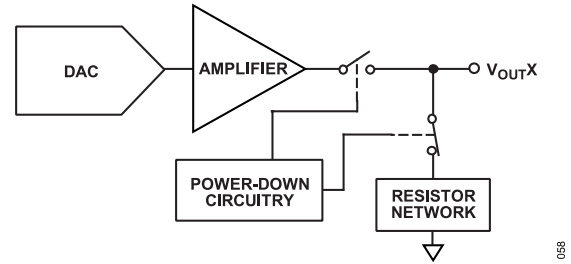 DAC
AMPLIFIER
VOUTX
POWER-DOWN
CIRCUITRY
RESISTOR
NETWORK
058